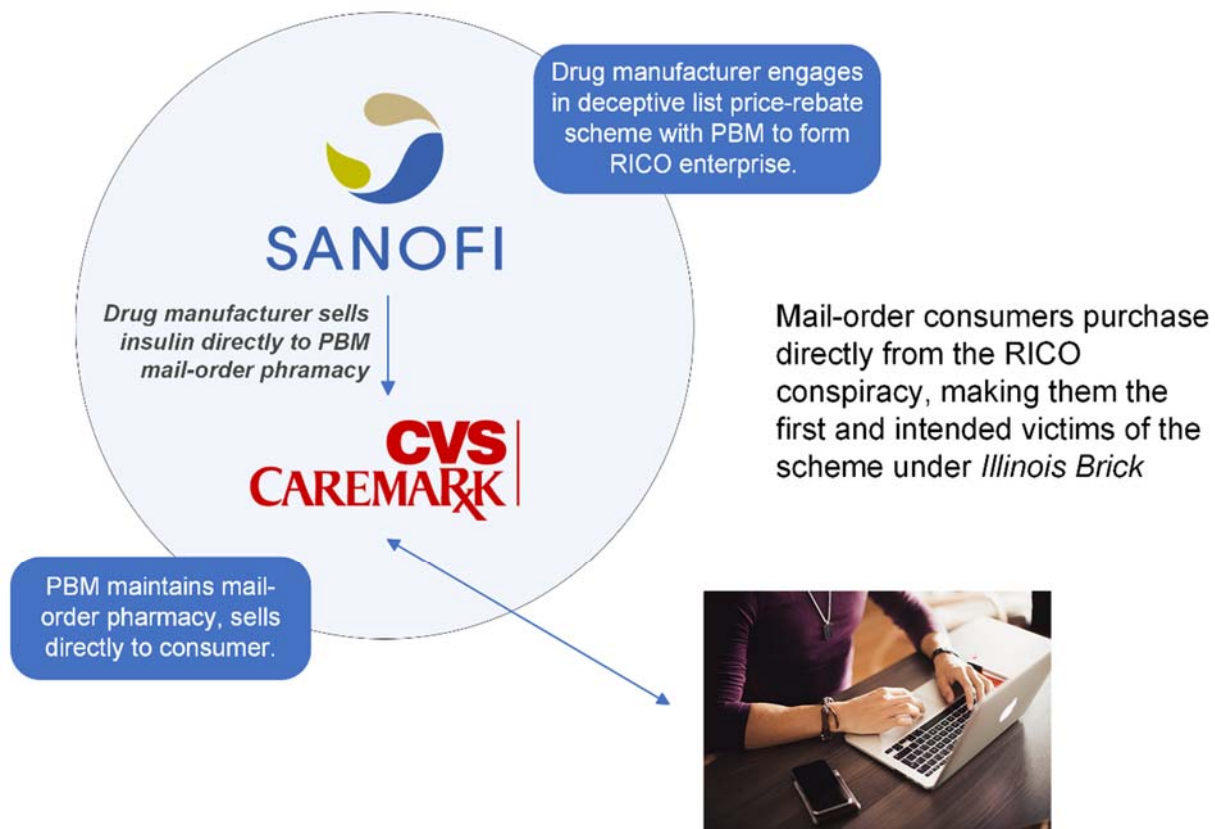 Drug manufacturer engages
in deceptive list price-rebate
scheme with PBM to form
RICO enterprise.
SANOFI
Drug manufacturer sells
insulin directly to PBM
mail-order phramacy
Mail-order consumers purchase
directly from the RICO
conspiracy, making them the
first and intended victims of the
scheme under Illinois Brick
CVS
CAREMARK
PBM maintains mail-
order pharmacy, sells
directly to consumer.